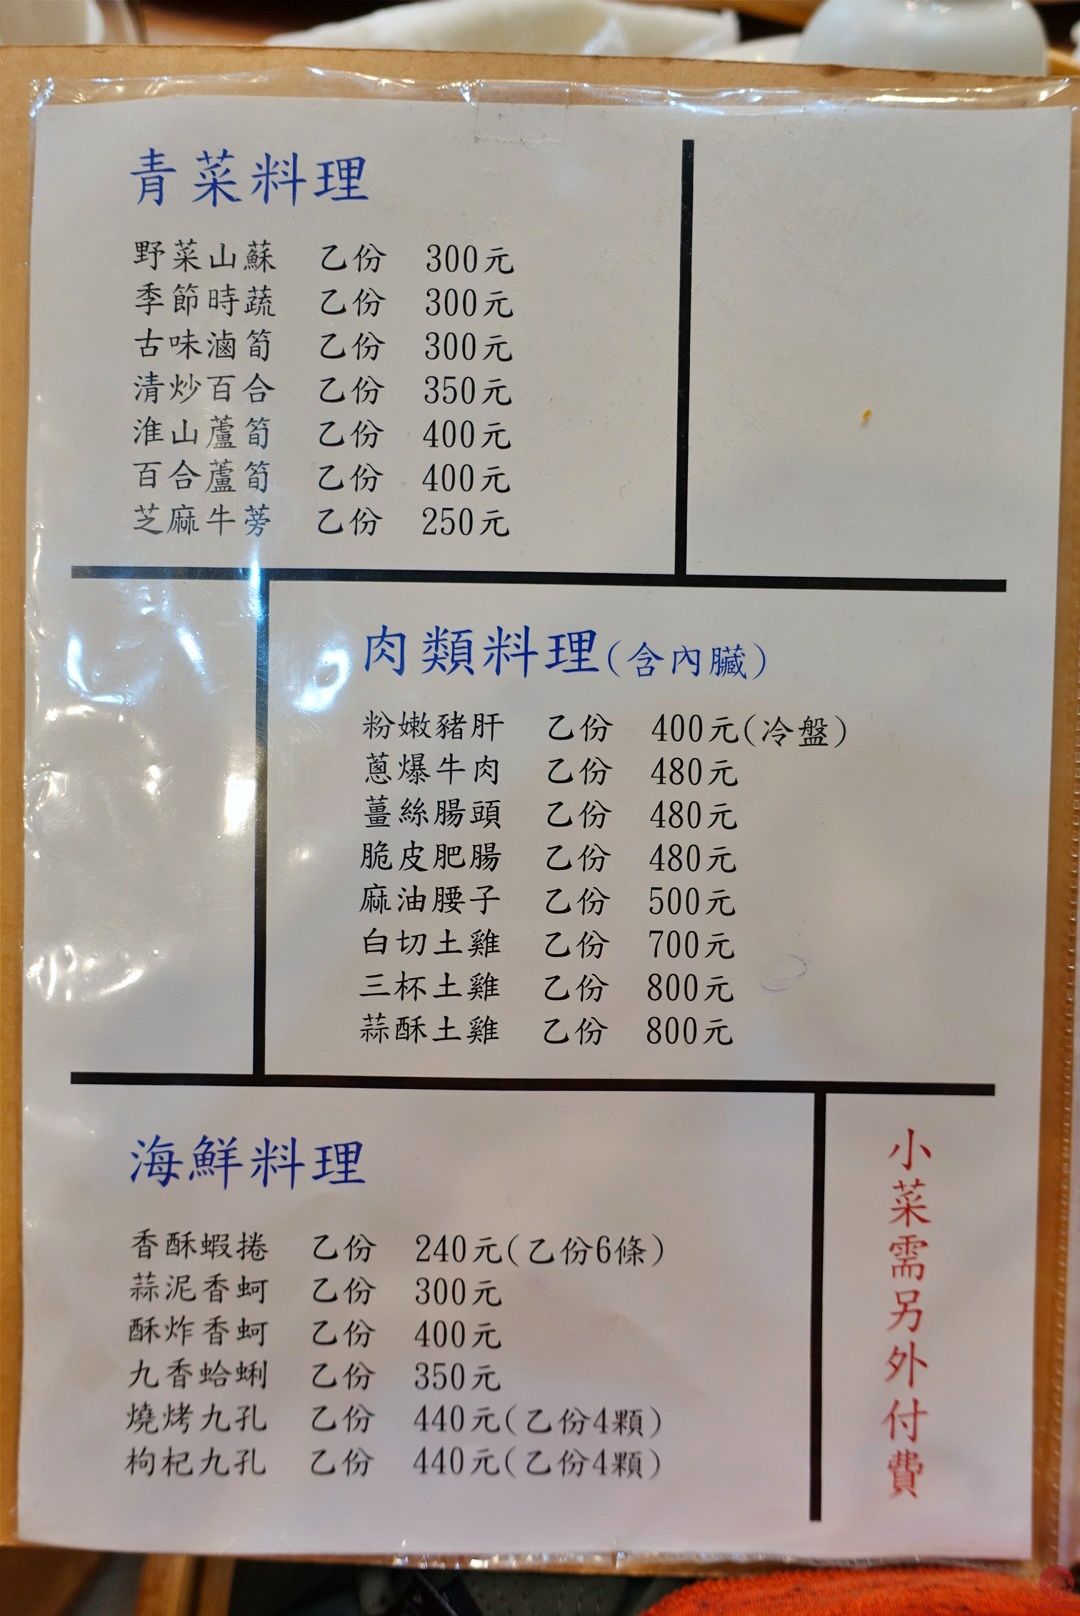 青菜料理
野菜山蘇 乙份 300元
季節時蔬 乙份 300元
古味滷筍 乙份 300元
清炒百合 乙份 350元
淮山蘆筍 乙份 400元
百合蘆筍 乙份 400元
芝麻牛蒡 乙份 250元
肉類料理(含內臟)
粉嫩豬肝 乙份 400元(冷盤)
蔥爆牛肉 乙份 480元
薑絲腸頭 乙份 480元
脆皮肥腸 乙份 480元
麻油腰子 乙份 500元
白切土雞 乙份 700元
三杯土雞 乙份 800元
蒜酥土雞 乙份 800元
海鮮料理
香酥蝦捲 乙份 240元(乙份6條)
蒜泥香蚵 乙份 300元
酥炸香蚵 乙份 400元
九香蛤蜊 乙份 350元
燒烤九孔 乙份 440元(乙份4顆)
枸杞九孔 乙份 440元(乙份4顆)
小菜需另外付費